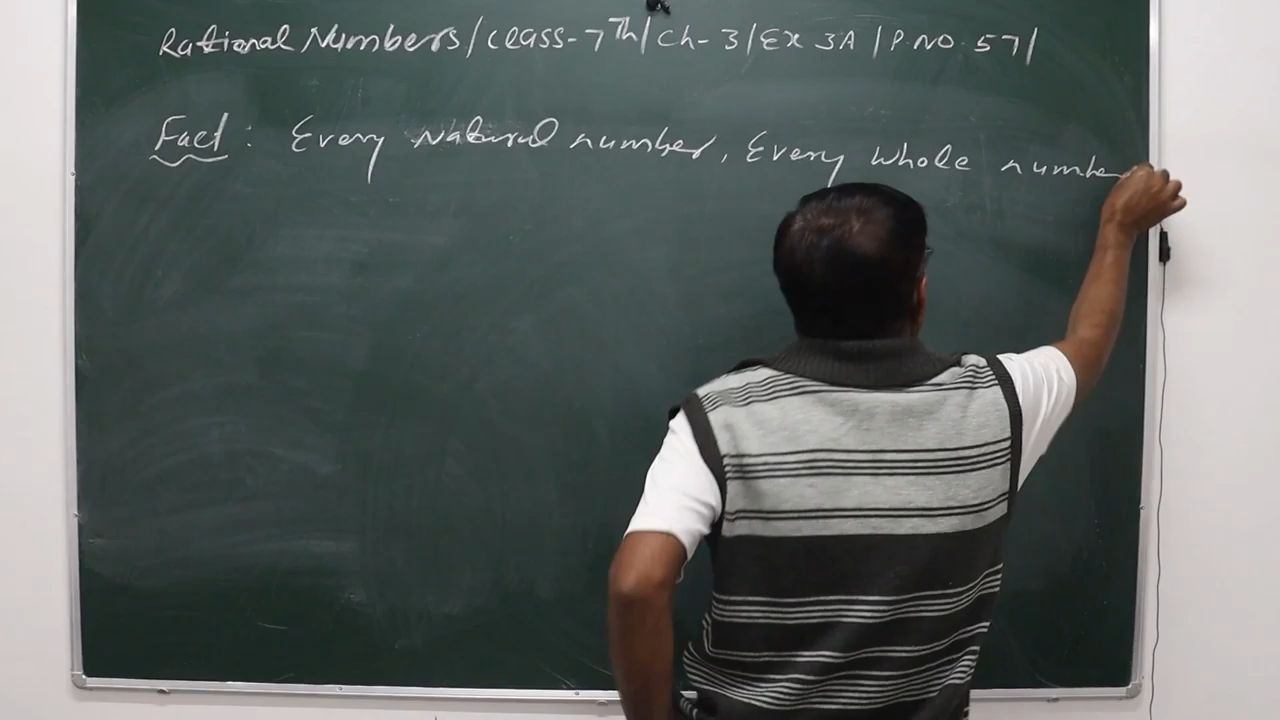 Rational Numbers/Class-7th/Ch-3/Ex 3A/P.NO. 57/
Fact: Every Natural number, Every Whole number